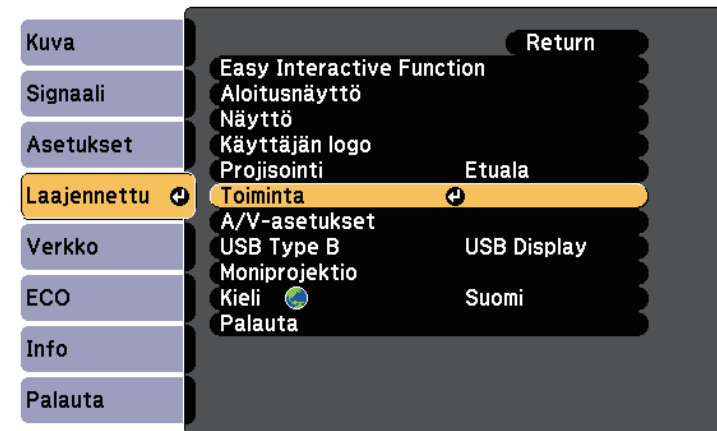 Kuva
Signaali
Asetukset
Laajennettu
Verkko
ECO
Info
Palauta
Return
Easy Interactive Function
Aloitusnäyttö
Näyttö
Käyttäjän logo
Projisointi Etuala
Toiminta
A/V-asetukset
USB Type B USB Display
Moniprojektio
Kieli Suomi
Palauta